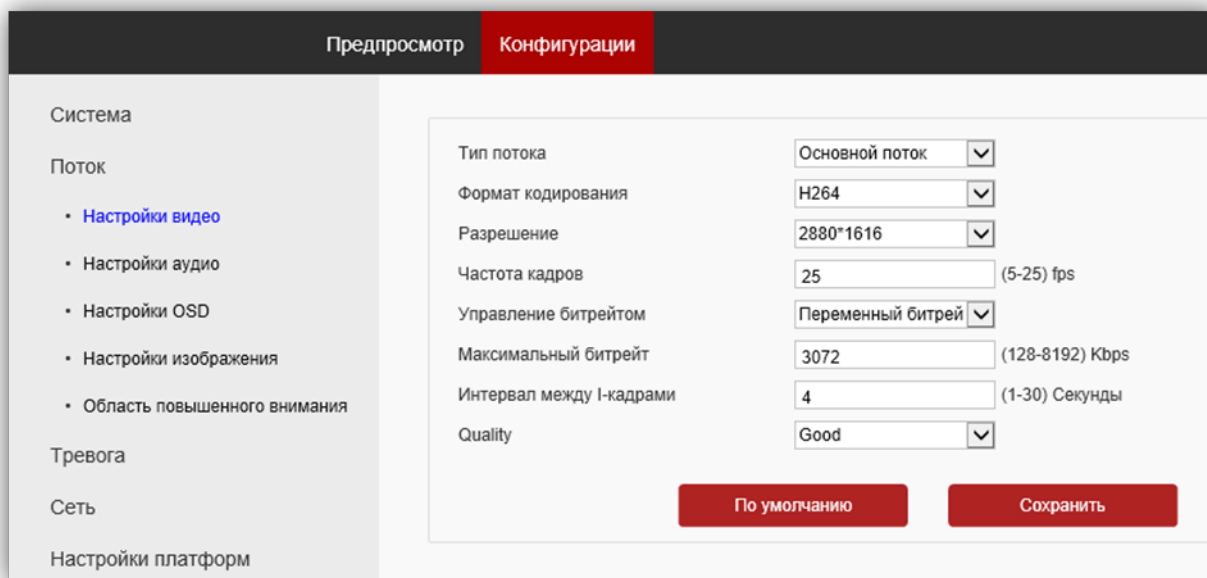 Предпросмотр Конфигурации
Система
Поток
• Настройки видео
• Настройки аудио
• Настройки OSD
• Настройки изображения
• Область повышенного внимания
Тревога
Сеть
Настройки платформ
Тип потока Основной поток
Формат кодирования H264
Разрешение 2880*1616
Частота кадров 25 (5-25) fps
Управление битрейтом Переменный битрей
Максимальный битрейт 3072 (128-8192) Kbps
Интервал между I-кадрами 4 (1-30) Секунды
Quality Good
По умолчанию Сохранить